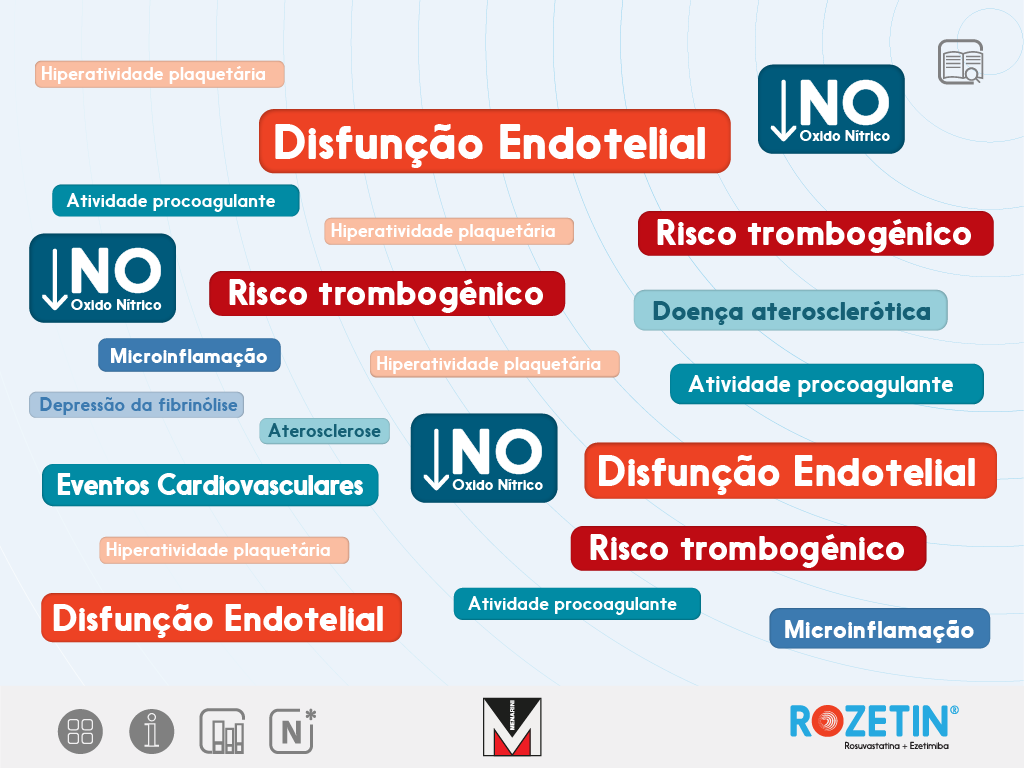 Hiperatividade plaquetária
↓NO
Oxido Nítrico
Disfunção Endotelial
Atividade procoagulante
Hiperatividade plaquetária
Risco trombogénico
↓NO
Oxido Nítrico
Risco trombogénico
Doença aterosclerótica
Microinflamação
Hiperatividade plaquetária
Atividade procoagulante
Depressão da fibrinólise
Aterosclerose
↓NO
Oxido Nítrico
Eventos Cardiovasculares
Disfunção Endotelial
Hiperatividade plaquetária
Risco trombogénico
Disfunção Endotelial
Atividade procoagulante
Microinflamação
N*
MENARINI
ROZETIN®
Rosuvastatina + Ezetimiba